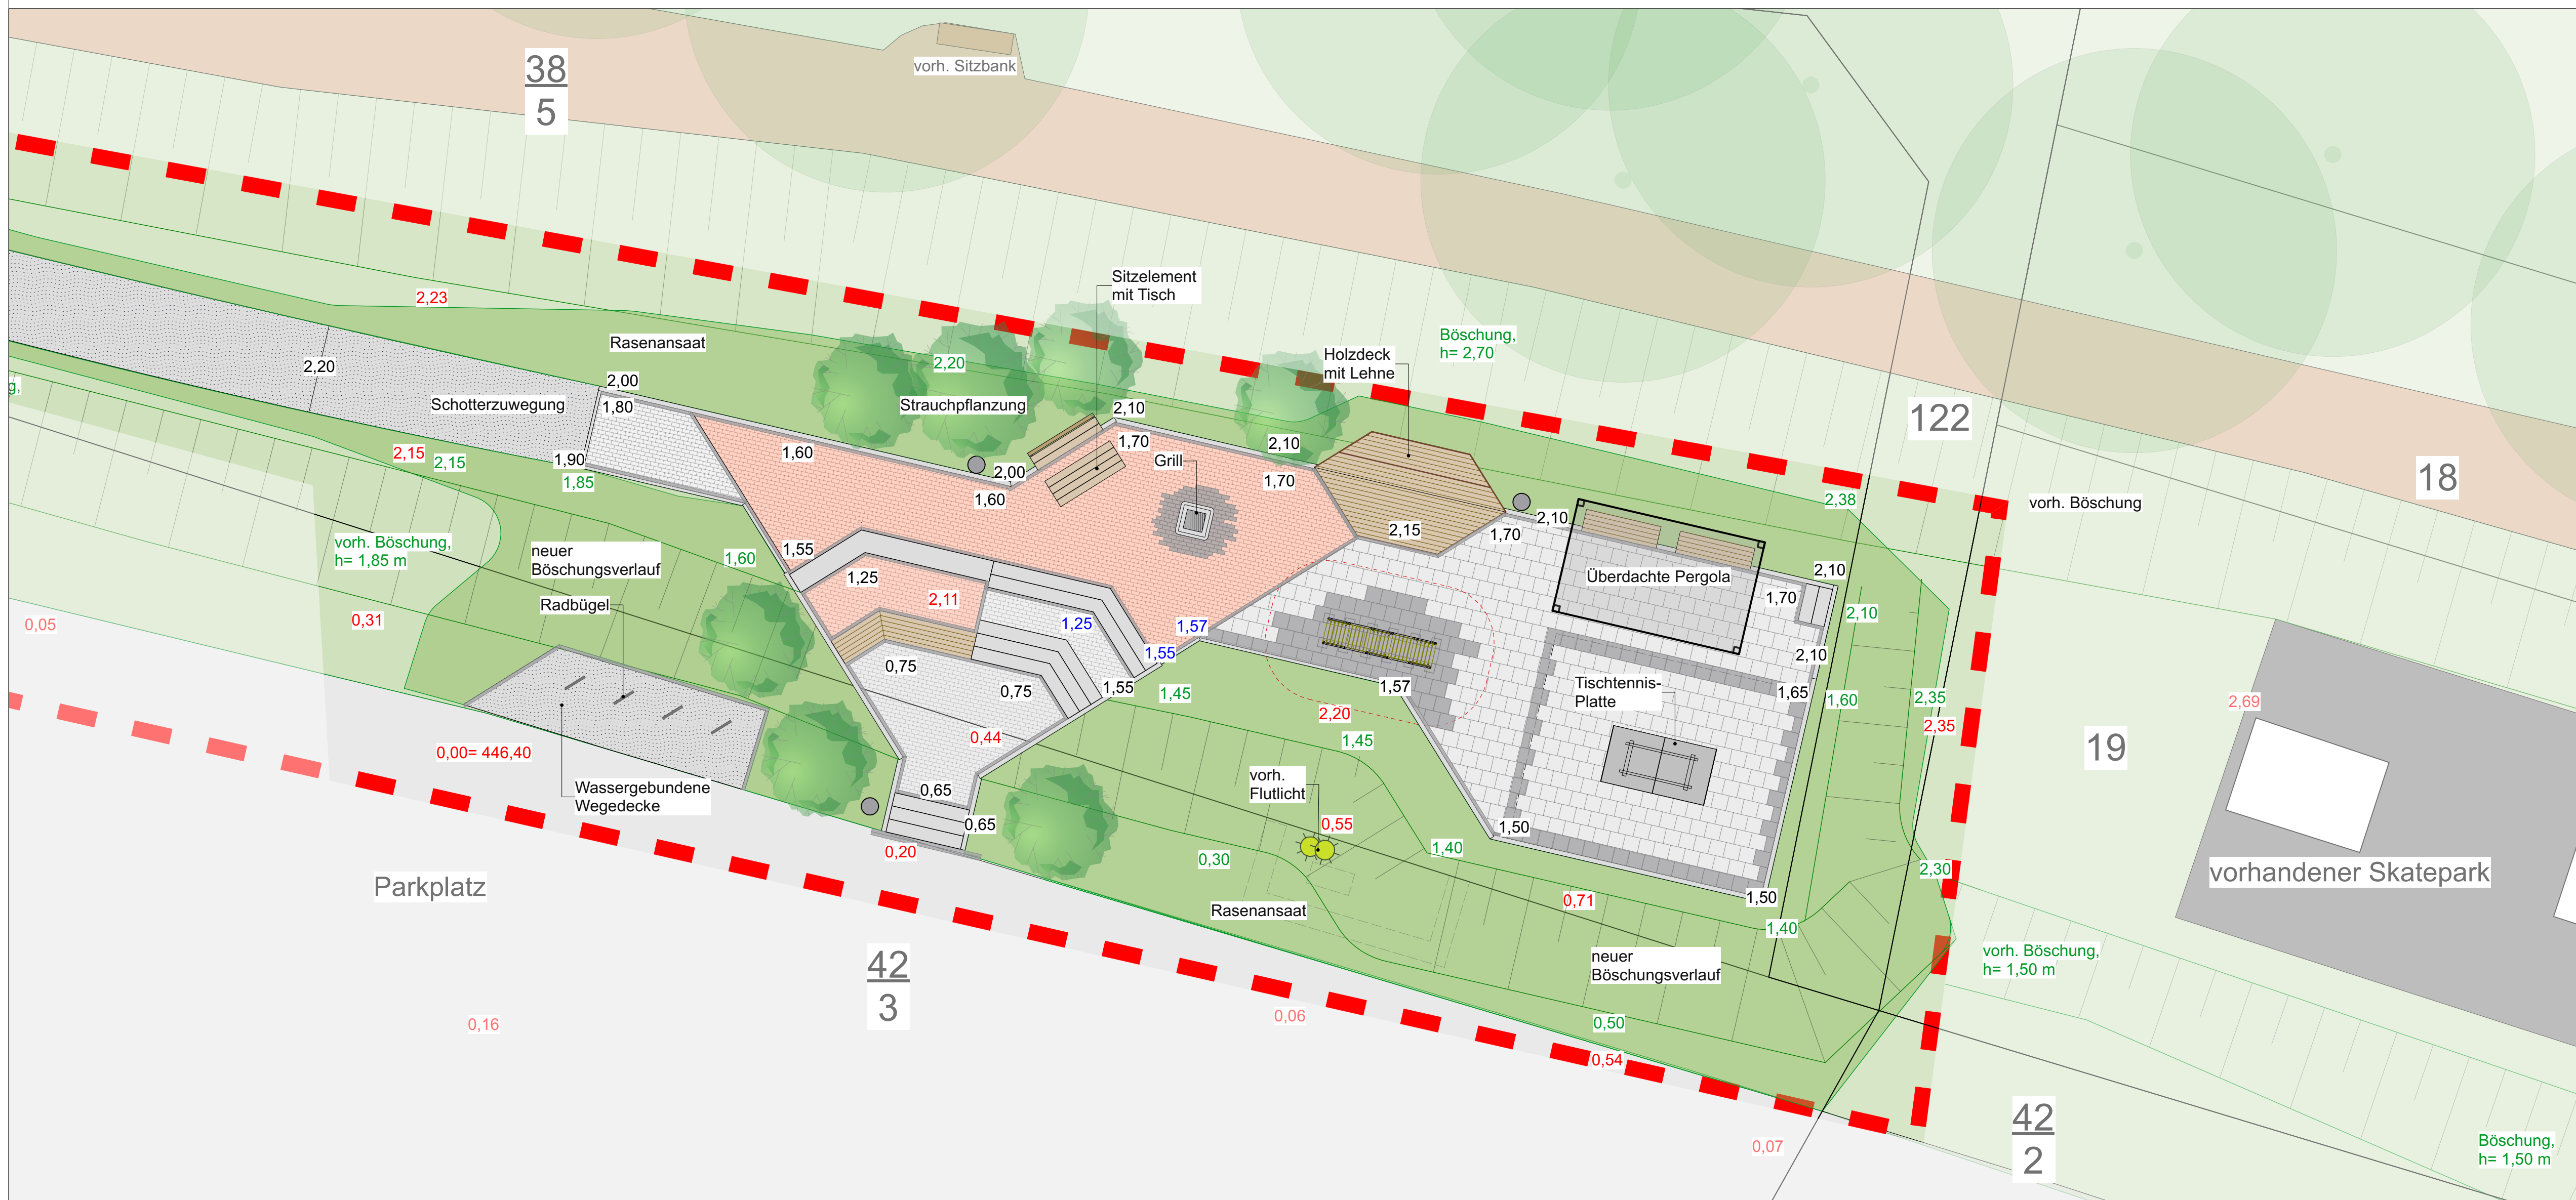 38
5
vorh. Sitzbank
Sitzelement
mit Tisch
2,23
Rasenansaat
Böschung,
h= 2,70
2,20
Holzdeck
mit Lehne
2,20
2,00
Schotterzuwegung
1,80
Strauchpflanzung
2,10
122
g,
1,60
1,70
2,10
Grill
2,15
2,15
1,90
2,00
1,70
18
1,85
1,60
2,38
vorh. Böschung
2,10
2,15
1,70
vorh. Böschung,
h= 1,85 m
neuer
Böschungsverlauf
1,60
1,55
1,25
Überdachte Pergola
2,10
Radbügel
2,11
1,70
0,05
0,31
1,25
1,57
2,10
1,55
2,10
0,75
0,75
1,55
1,45
1,57
Tischtennis-
Platte
1,65
1,60
2,35
2,69
2,20
2,35
0,44
1,45
19
0,00= 446,40
Wassergebundene
Wegedecke
0,65
vorh.
Flutlicht
0,65
0,55
1,50
0,20
0,30
1,40
2,30
vorhandener Skatepark
Parkplatz
Rasenansaat
0,71
1,50
1,40
42
3
neuer
Böschungsverlauf
vorh. Böschung,
h= 1,50 m
0,16
0,06
0,50
0,54
0,07
42
2
Böschung,
h= 1,50 m